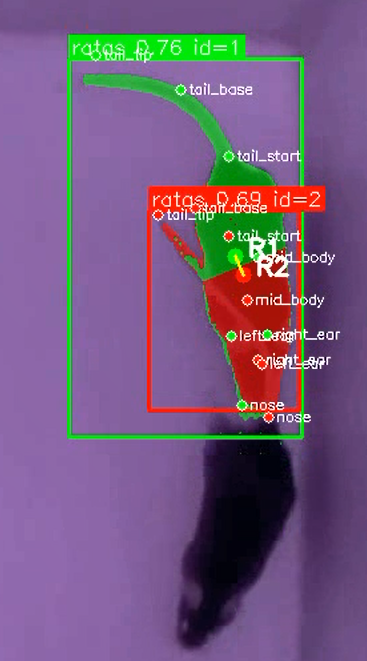 ratas 0.76 id=1
tail_tip
tail_base
tail_start
ratas 0.69 id=2
tail_base
tail_tip
tail_start
R1
mid_body
R2
mid_body
left_ear
right_ear
right_ear
left_ear
nose
nose